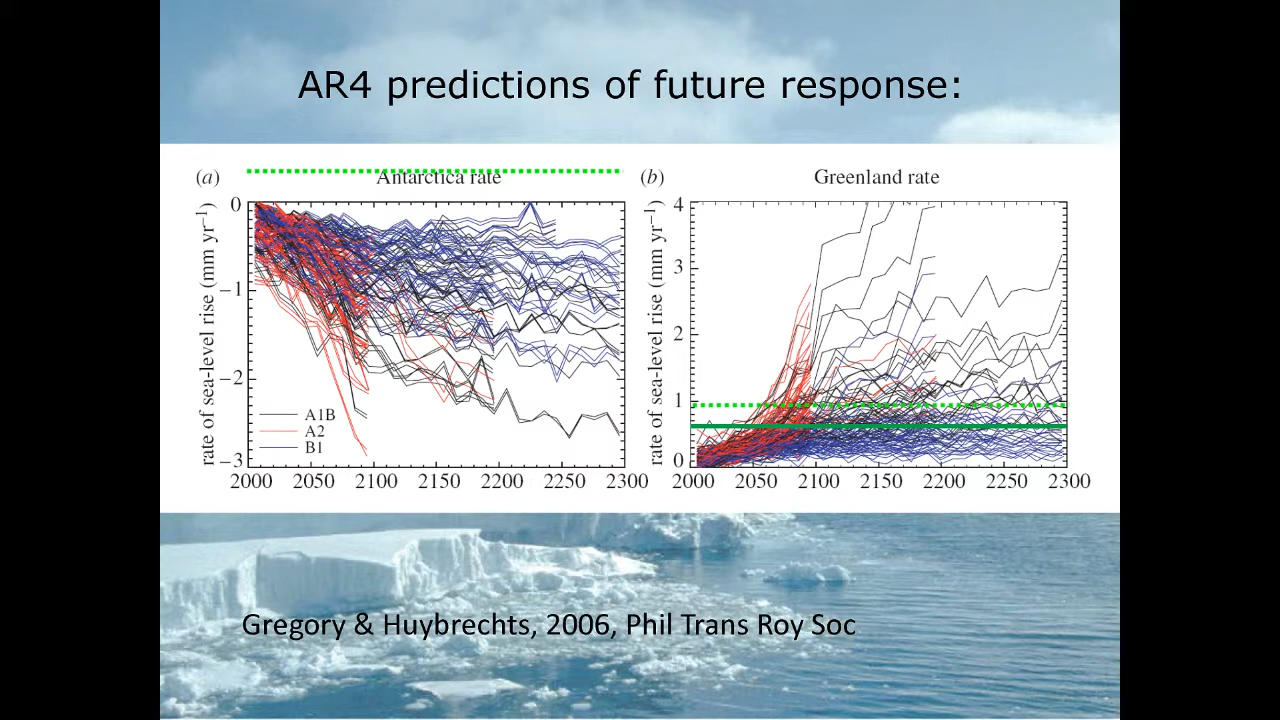 AR4 predictions of future response:
(a)
Antarctica rate
(b)
Greenland rate
rate of sea-level rise (mm yr⁻¹)
0
−1
−2
−3
A1B
A2
B1
2000 2050 2100 2150 2200 2250 2300
rate of sea-level rise (mm yr⁻¹)
4
3
2
1
0
2000 2050 2100 2150 2200 2250 2300
Gregory & Huybrechts, 2006, Phil Trans Roy Soc